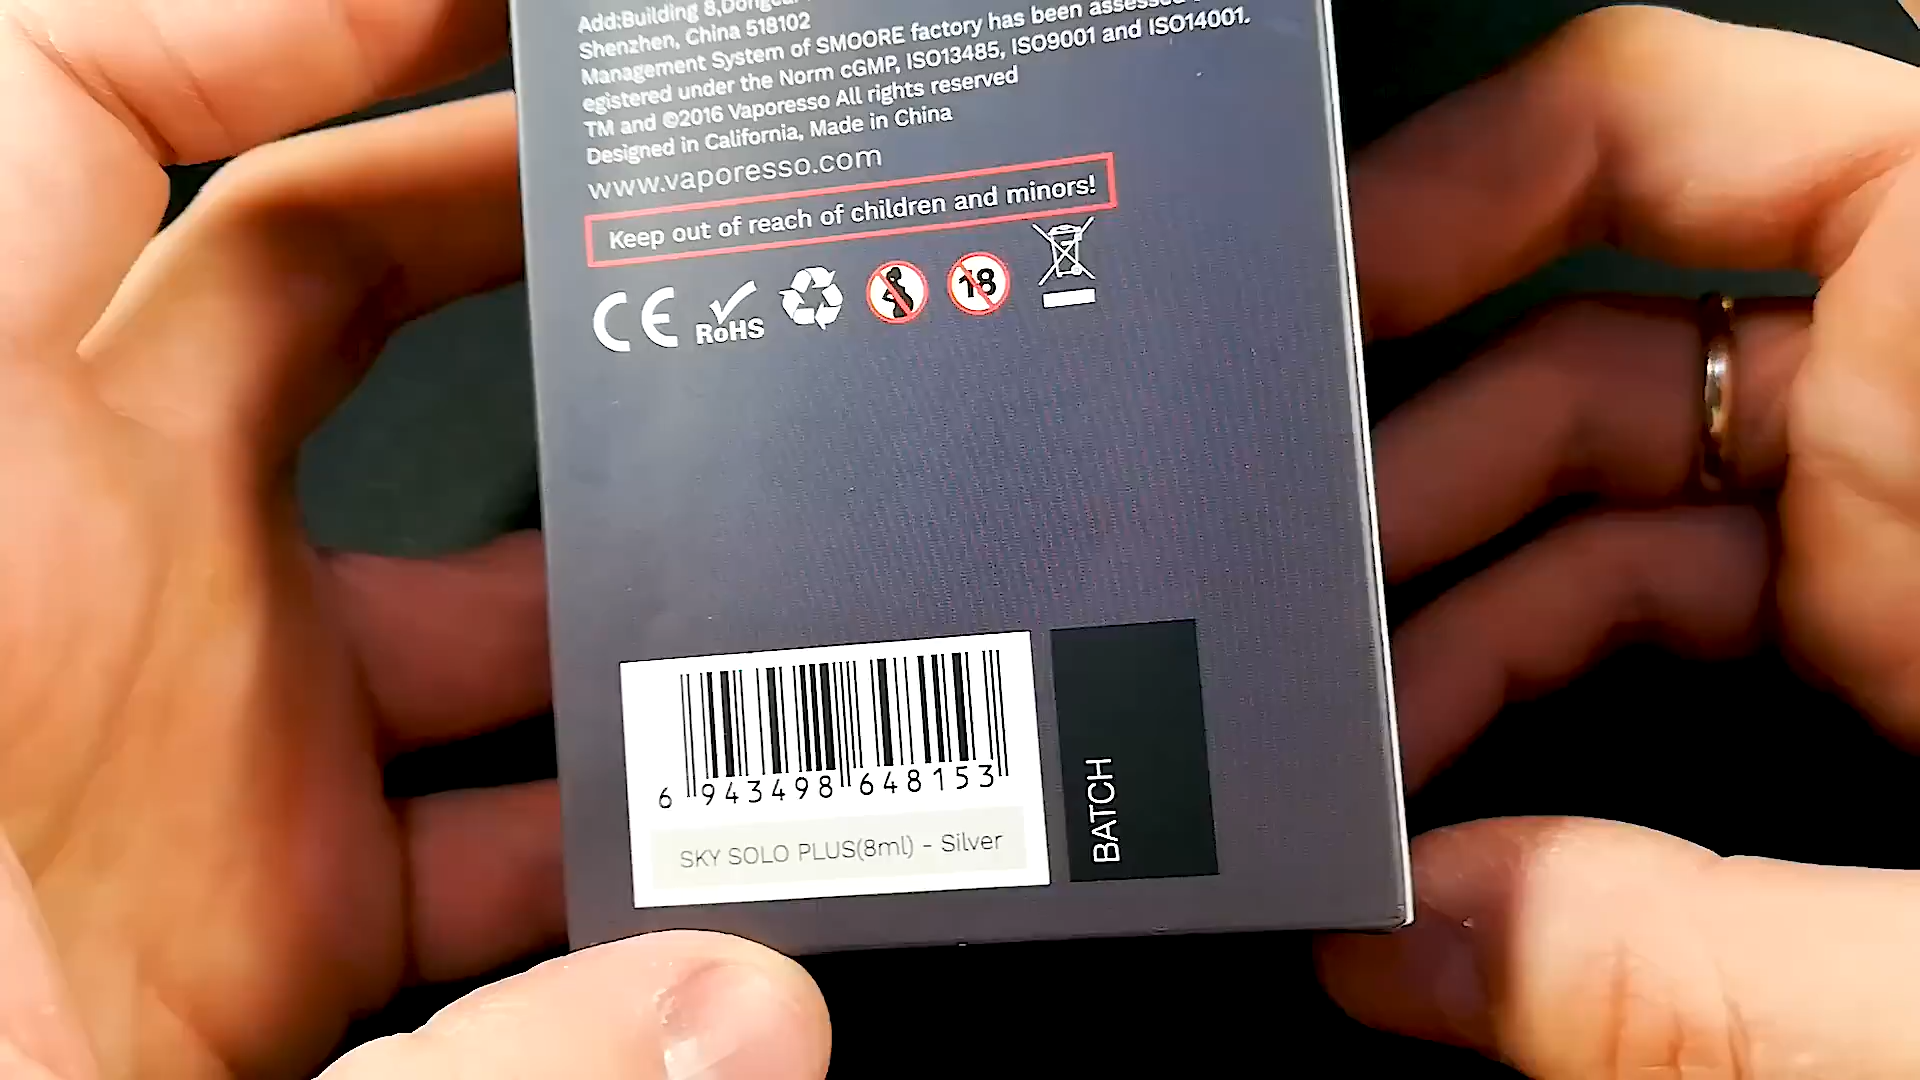 Add:Building 8,
Shenzhen, China 518102
Management System of SMOORE factory has been assessed
egistered under the Norm cGMP, ISO13485, ISO9001 and ISO14001.
TM and ©2016 Vaporesso All rights reserved
Designed in California, Made in China
www.vaporesso.com
Keep out of reach of children and minors!
CE RoHS 18
6 943498 648153
SKY SOLO PLUS(8ml) - Silver
BATCH